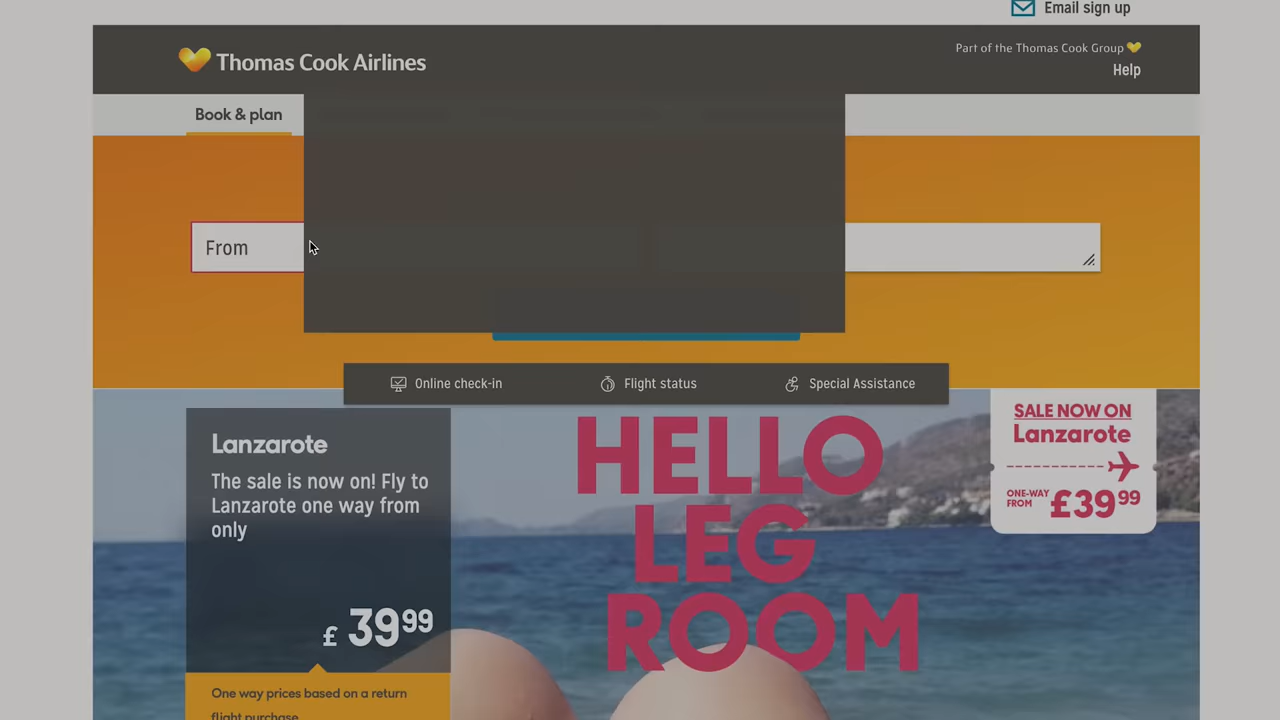 Email sign up
Thomas Cook Airlines
Part of the Thomas Cook Group
Help
Book & plan
From
Online check-in
Flight status
Special Assistance
Lanzarote
The sale is now on! Fly to
Lanzarote one way from
only
£ 39 99
One way prices based on a return
flight purchase
HELLO
LEG
ROOM
SALE NOW ON
Lanzarote
ONE-WAY
FROM
£39 99